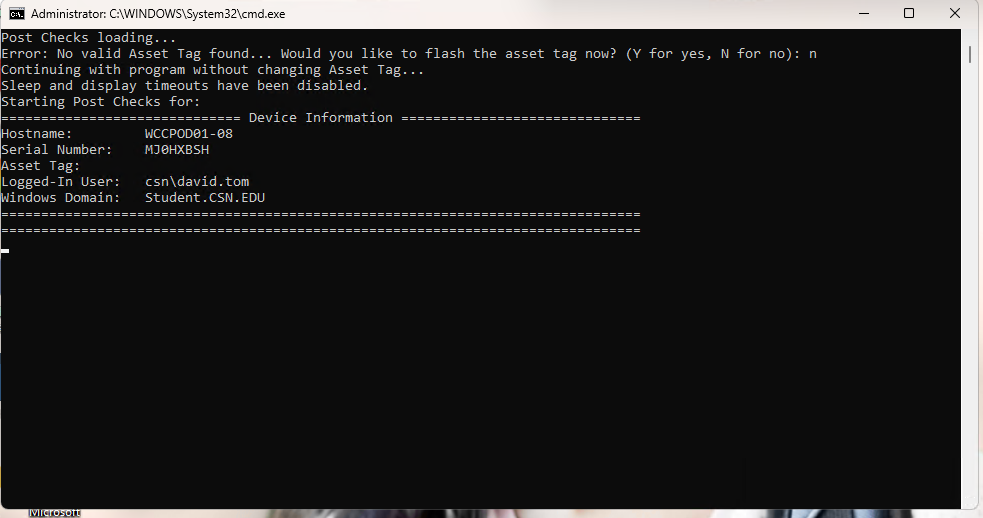 Administrator: C:\WINDOWS\System32\cmd.exe
Post Checks loading...
Error: No valid Asset Tag found... Would you like to flash the asset tag now? (Y for yes, N for no): n
Continuing with program without changing Asset Tag...
Sleep and display timeouts have been disabled.
Starting Post Checks for:
============================== Device Information ==============================
Hostname:         WCCPOD01-08
Serial Number:    MJ0HXBSH
Asset Tag:
Logged-In User:   csn\david.tom
Windows Domain:   Student.CSN.EDU
================================================================================
================================================================================
Microsoft